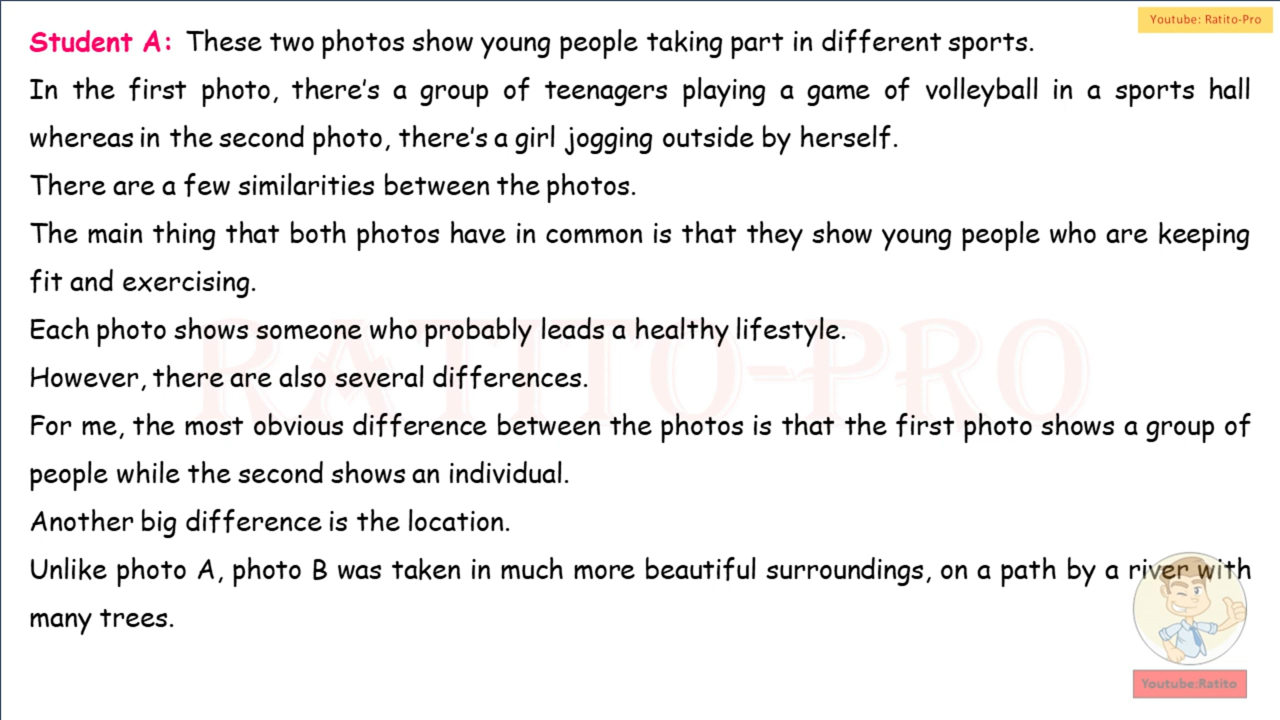 Youtube: Ratito-Pro
Student A: These two photos show young people taking part in different sports.
In the first photo, there's a group of teenagers playing a game of volleyball in a sports hall
whereas in the second photo, there's a girl jogging outside by herself.
There are a few similarities between the photos.
The main thing that both photos have in common is that they show young people who are keeping
fit and exercising.
Each photo shows someone who probably leads a healthy lifestyle.
RATITO-PRO
However, there are also several differences.
For me, the most obvious difference between the photos is that the first photo shows a group of
people while the second shows an individual.
Another big difference is the location.
Unlike photo A, photo B was taken in much more beautiful surroundings, on a path by a river with
many trees.
Youtube:Ratito